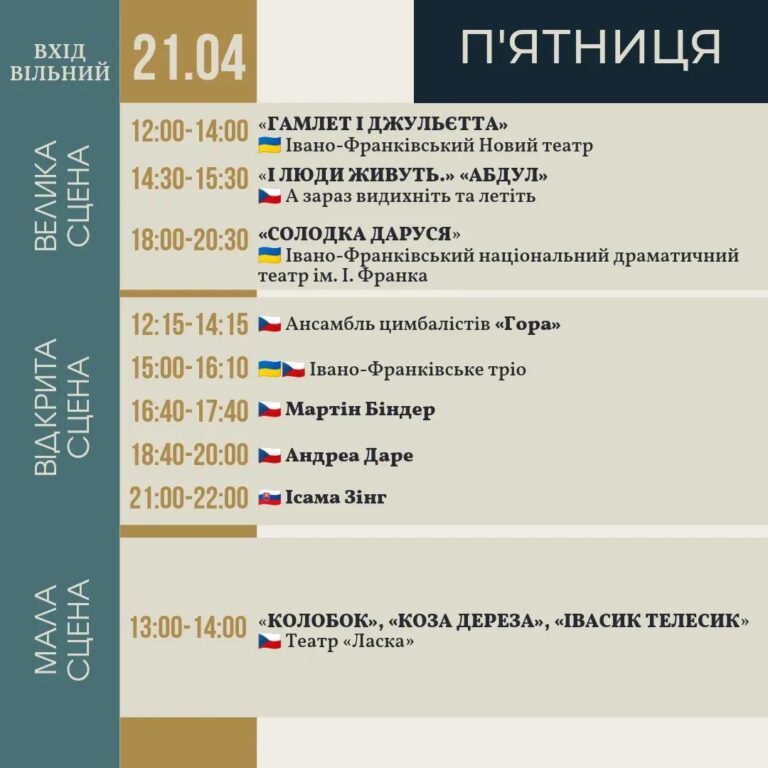 ВХІД
ВІЛЬНИЙ
21.04
П'ЯТНИЦЯ
ВЕЛИКА
СЦЕНА
12:00-14:00
«ГАМЛЕТ І ДЖУЛЬЄТТА»
Івано-Франківський Новий театр
14:30-15:30
«І ЛЮДИ ЖИВУТЬ.» «АБДУЛ»
А зараз видихніть та летіть
18:00-20:30
«СОЛОДКА ДАРУСЯ»
Івано-Франківський національний драматичний
театр ім. І. Франка
ВІДКРИТА
СЦЕНА
12:15-14:15
Ансамбль цимбалістів «Гора»
15:00-16:10
Івано-Франківське тріо
16:40-17:40
Мартін Біндер
18:40-20:00
Андреа Даре
21:00-22:00
Ісама Зінг
МАЛА
СЦЕНА
13:00-14:00
«КОЛОБОК», «КОЗА ДЕРЕЗА», «ІВАСИК ТЕЛЕСИК»
Театр «Ласка»